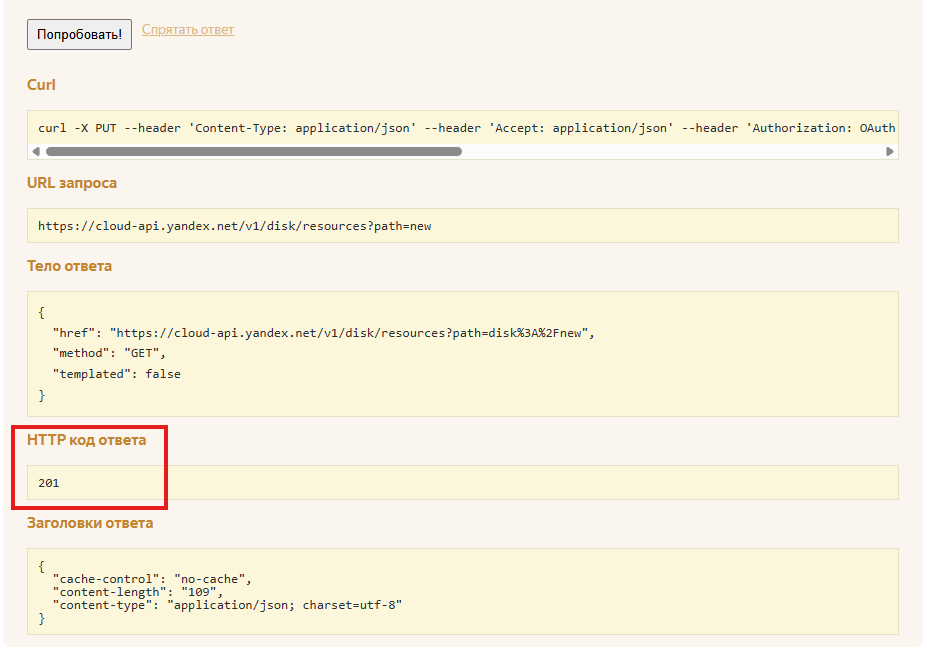 Попробовать! Спрятать ответ
Curl
curl -X PUT --header 'Content-Type: application/json' --header 'Accept: application/json' --header 'Authorization: OAuth
URL запроса
https://cloud-api.yandex.net/v1/disk/resources?path=new
Тело ответа
{
  "href": "https://cloud-api.yandex.net/v1/disk/resources?path=disk%3A%2Fnew",
  "method": "GET",
  "templated": false
}
HTTP код ответа
201
Заголовки ответа
{
  "cache-control": "no-cache",
  "content-length": "109",
  "content-type": "application/json; charset=utf-8"
}